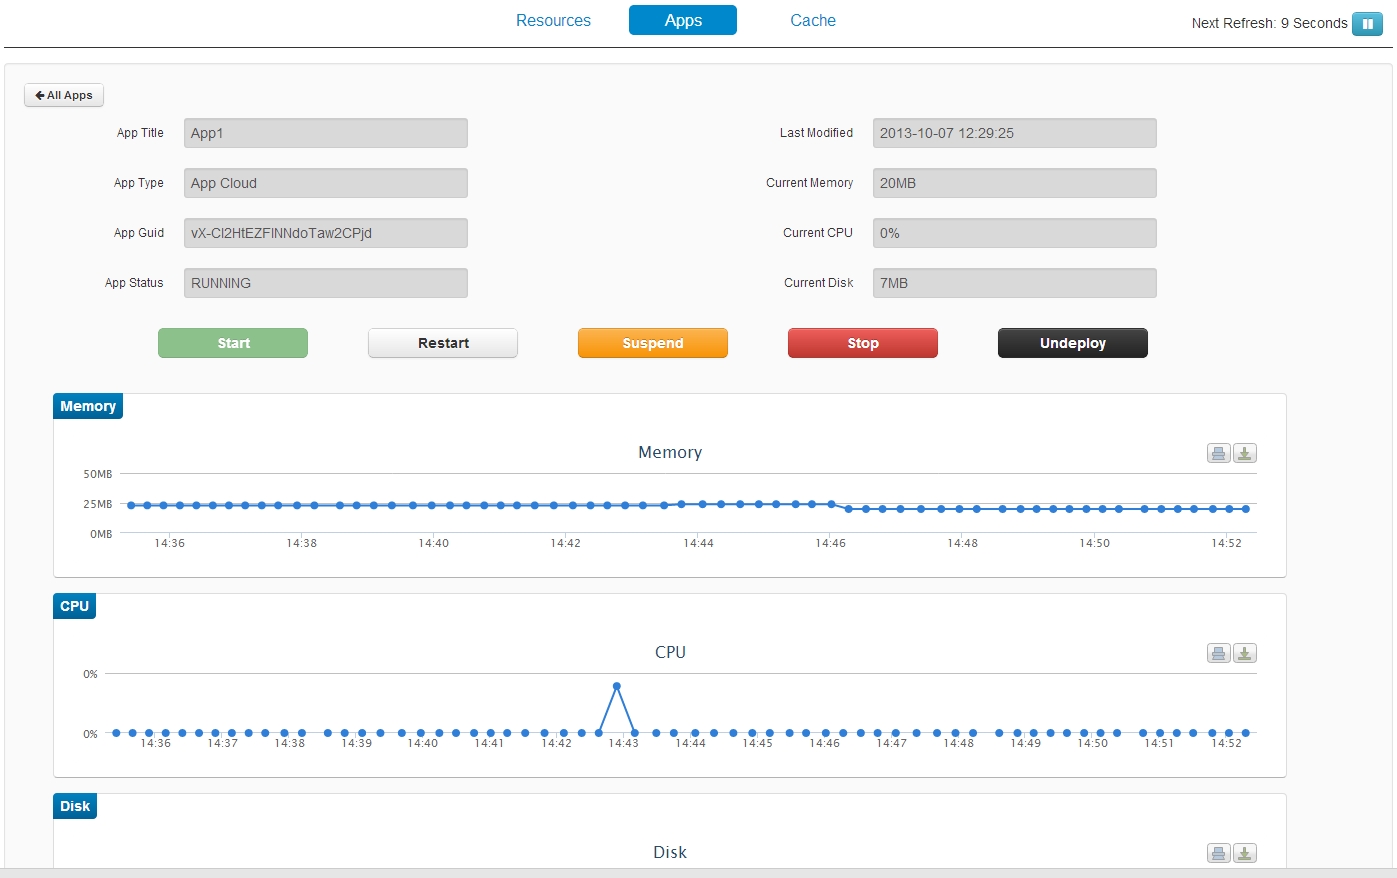 Resources Apps Cache Next Refresh: 9 Seconds
All Apps
App Title App1 Last Modified 2013-10-07 12:29:25
App Type App Cloud Current Memory 20MB
App Guid vX-CI2HtEZFINNdoTaw2CPjd Current CPU 0%
App Status RUNNING Current Disk 7MB
Start Restart Suspend Stop Undeploy
Memory
Memory
50MB
25MB
0MB
14:36 14:38 14:40 14:42 14:44 14:46 14:48 14:50 14:52
CPU
CPU
0%
0%
14:36 14:37 14:38 14:39 14:40 14:41 14:42 14:43 14:44 14:45 14:46 14:47 14:48 14:49 14:50 14:51 14:52
Disk
Disk